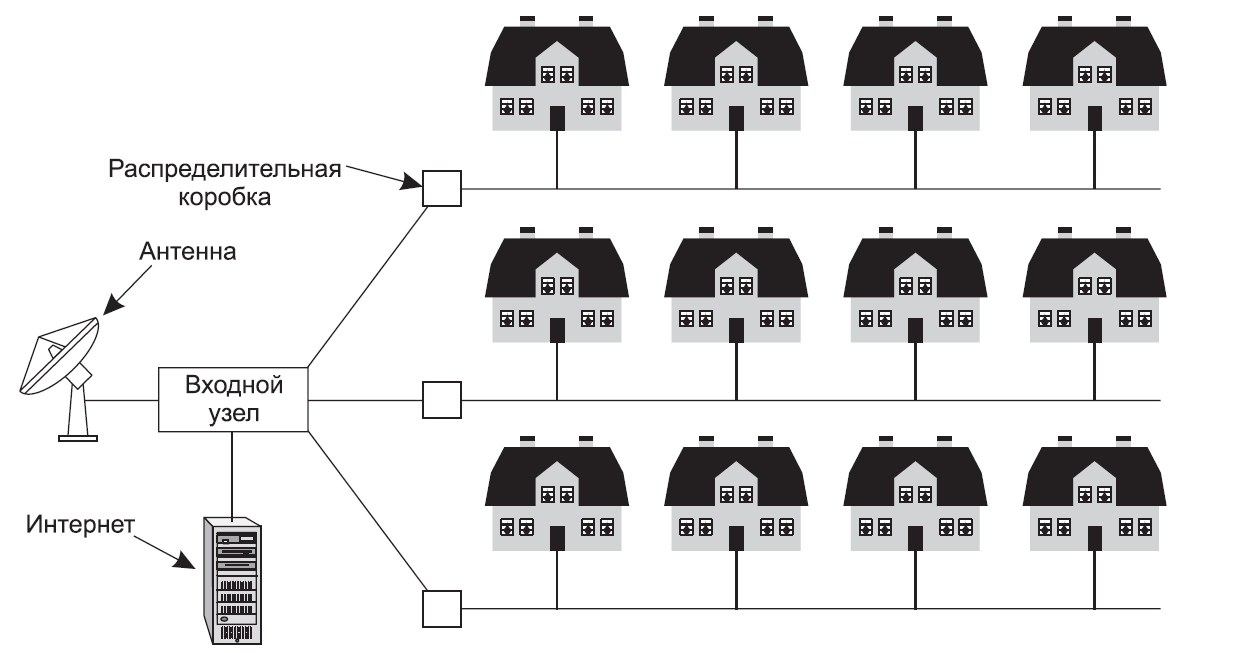 Распределительная
коробка
Антенна
Входной
узел
Интернет